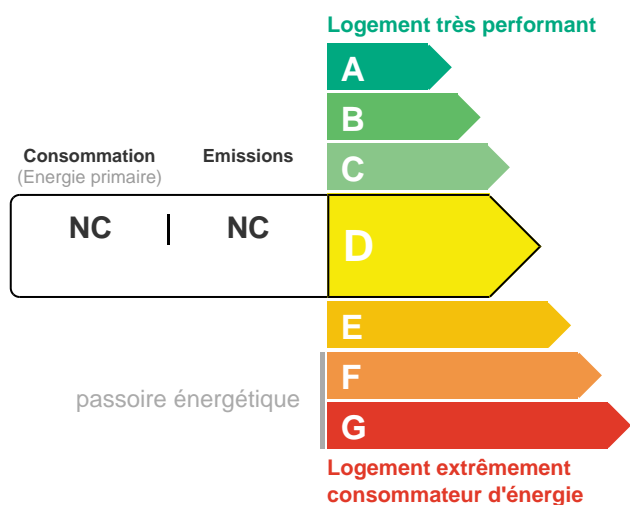 Logement très performant
A
B
Consommation Emissions
(Energie primaire)
C
NC | NC
D
E
F
passoire énergétique
G
Logement extrêmement
consommateur d'énergie